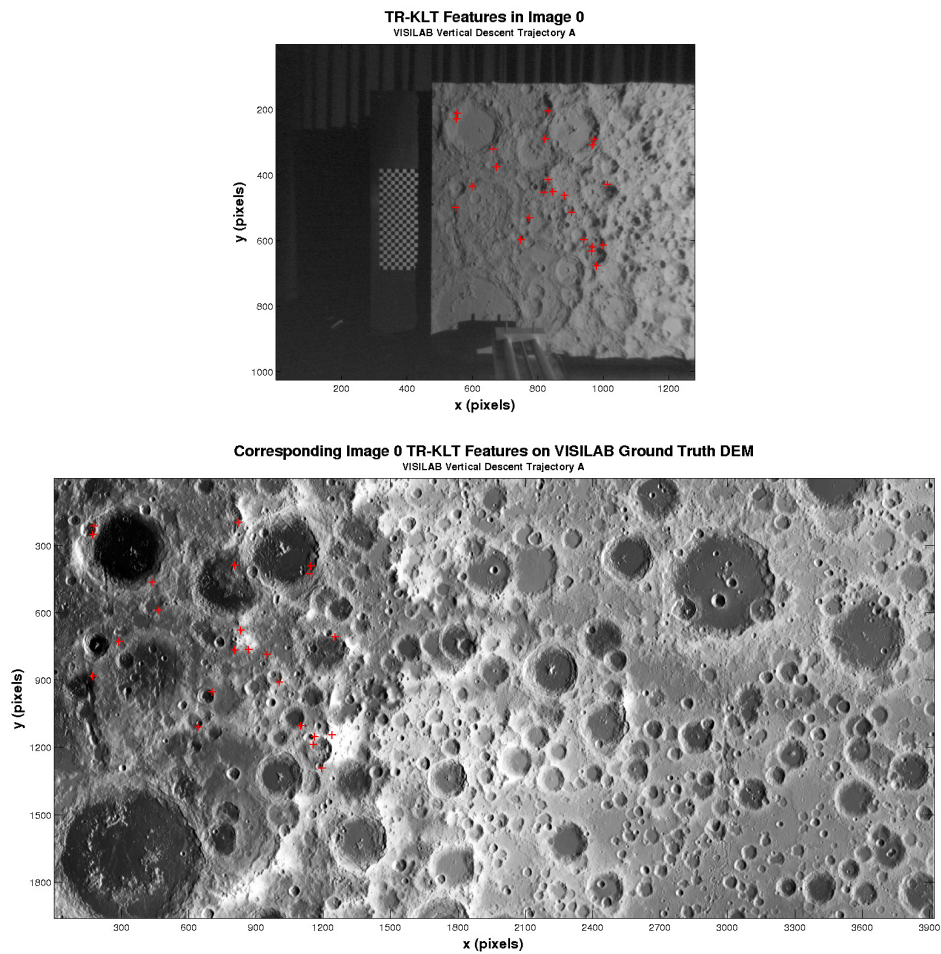 TR-KLT Features in Image 0
VISILAB Vertical Descent Trajectory A
200
400
600
800
1000
y (pixels)
200 400 600 800 1000 1200
x (pixels)
Corresponding Image 0 TR-KLT Features on VISILAB Ground Truth DEM
VISILAB Vertical Descent Trajectory A
300
600
900
1200
1500
1800
y (pixels)
300 600 900 1200 1500 1800 2100 2400 2700 3000 3300 3600 3900
x (pixels)